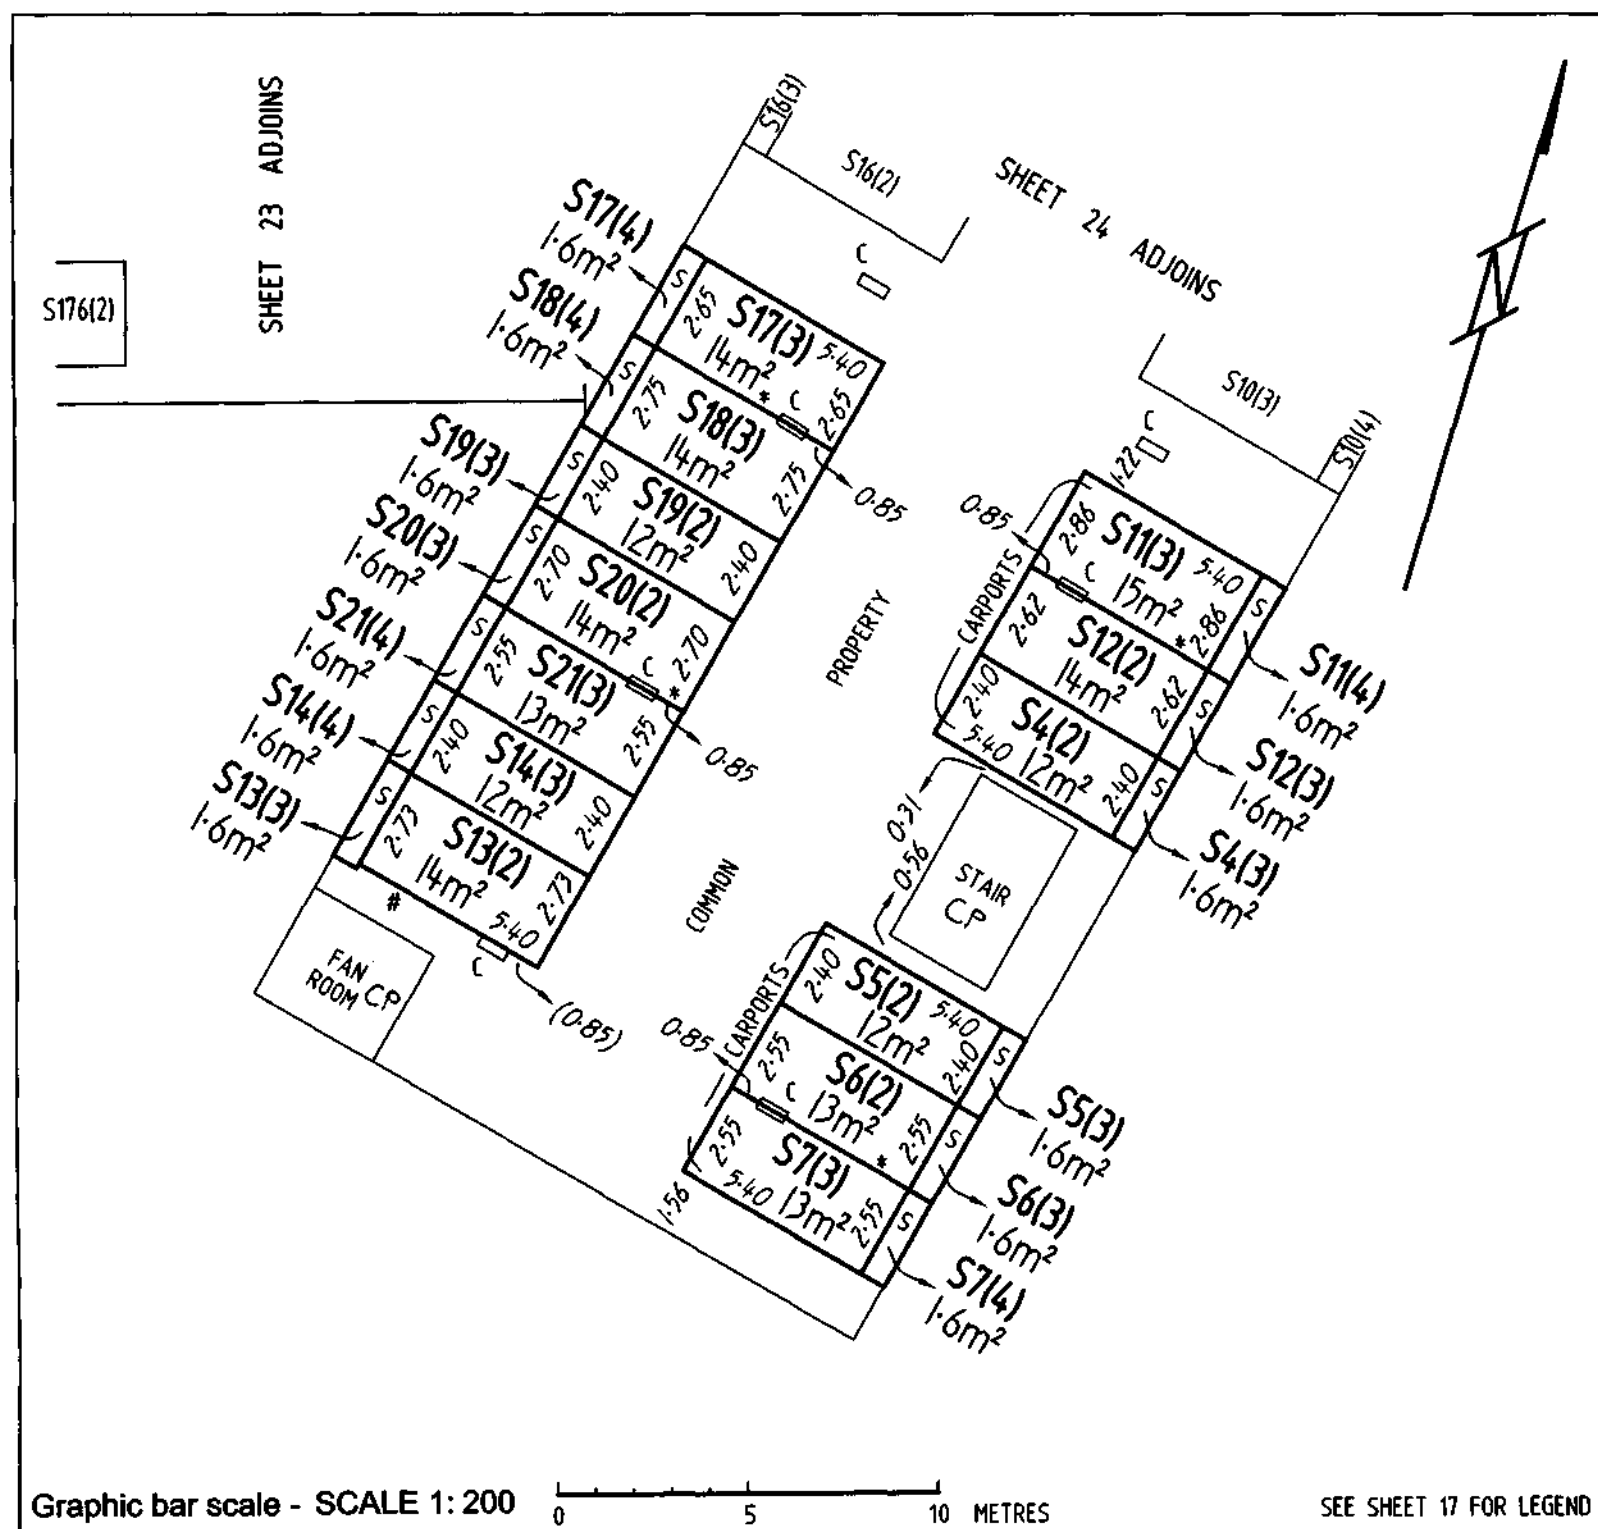 SHEET 23 ADJOINS
S16(3)
S16(2)
SHEET 24 ADJOINS
S176(2)
C
S17(4)
1·6m²
S18(4)
1·6m²
S19(3)
1·6m²
S20(3)
1·6m²
S21(4)
1·6m²
S14(4)
1·6m²
S13(3)
1·6m²
S
2·65
S17(3)
14m²
5·40
2·65
*
C
S
2·75
S18(3)
14m²
2·75
0·85
S
2·40
S19(2)
12m²
2·40
S
2·70
S20(2)
14m²
2·70
C
*
S
2·55
S21(3)
13m²
2·55
0·85
S
2·40
S14(3)
12m²
2·40
S
2·73
S13(2)
14m²
2·73
5·40
#
C
(0·85)
FAN
ROOM CP
COMMON
PROPERTY
S10(3)
S10(4)
C
1·22
CARPORTS
0·85
2·86
S11(3)
15m²
5·40
2·86
C
*
S
2·62
S12(2)
14m²
2·62
S
2·40
S4(2)
12m²
5·40
2·40
S
S11(4)
1·6m²
S12(3)
1·6m²
S4(3)
1·6m²
0·31
0·56
STAIR
C.P
CARPORTS
0·85
2·40
S5(2)
12m²
5·40
2·40
S
2·55
S6(2)
13m²
2·55
C
*
S
2·55
S7(3)
13m²
5·40
2·55
S
1·56
S5(3)
1·6m²
S6(3)
1·6m²
S7(4)
1·6m²
N
Graphic bar scale - SCALE 1: 200
0 5 10 METRES
SEE SHEET 17 FOR LEGEND